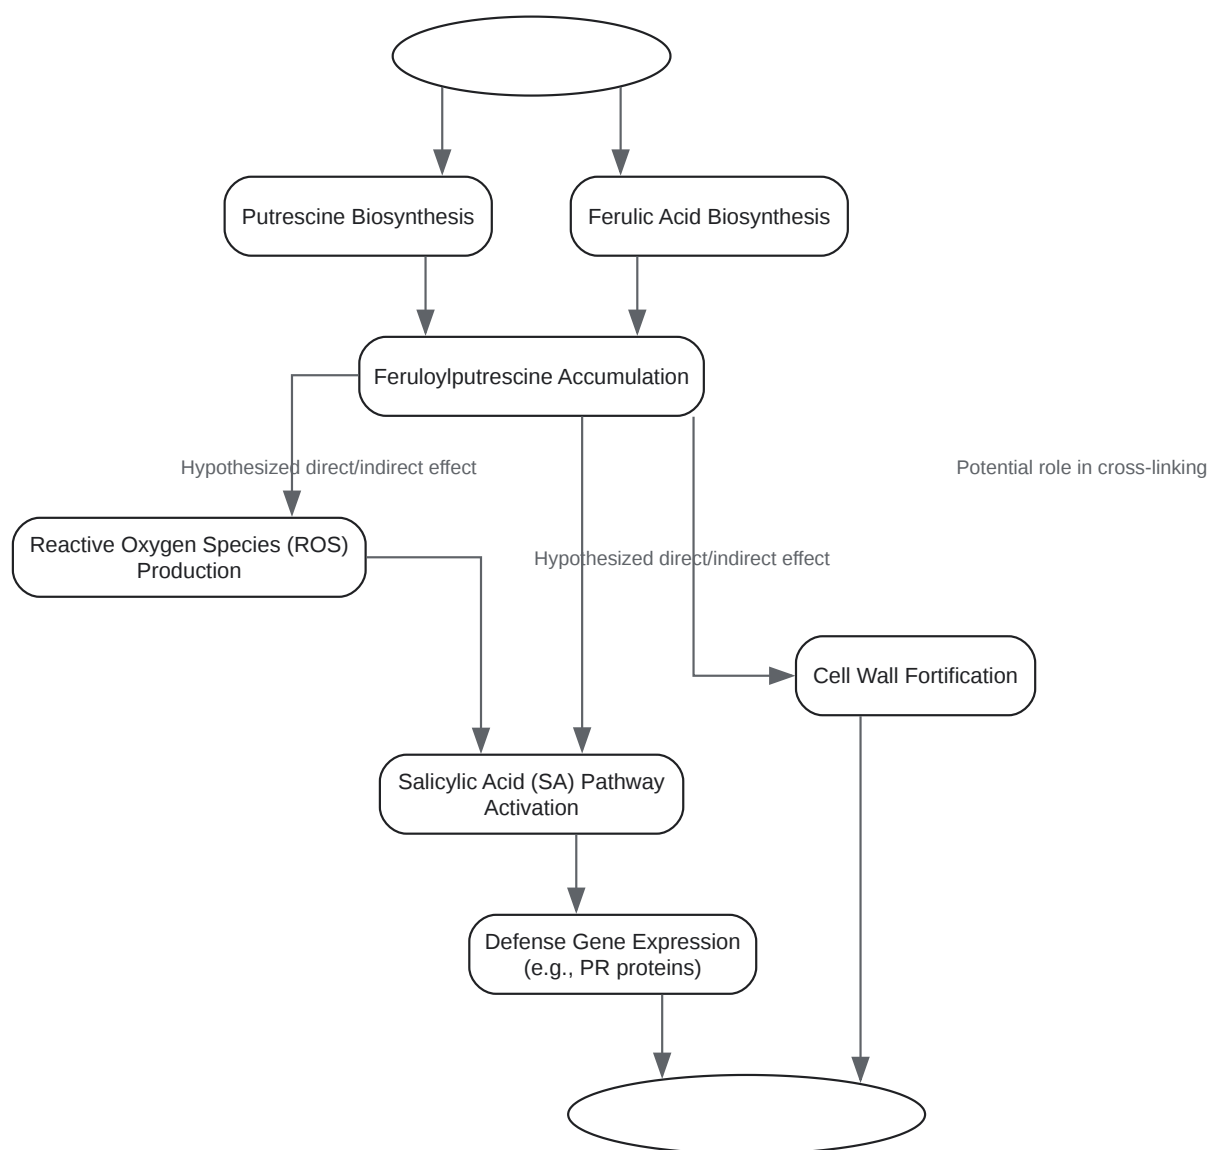 Putrescine Biosynthesis
Ferulic Acid Biosynthesis
Feruloylputrescine Accumulation
Hypothesized direct/indirect effect
Potential role in cross-linking
Reactive Oxygen Species (ROS)
Production
Hypothesized direct/indirect effect
Cell Wall Fortification
Salicylic Acid (SA) Pathway
Activation
Defense Gene Expression
(e.g., PR proteins)